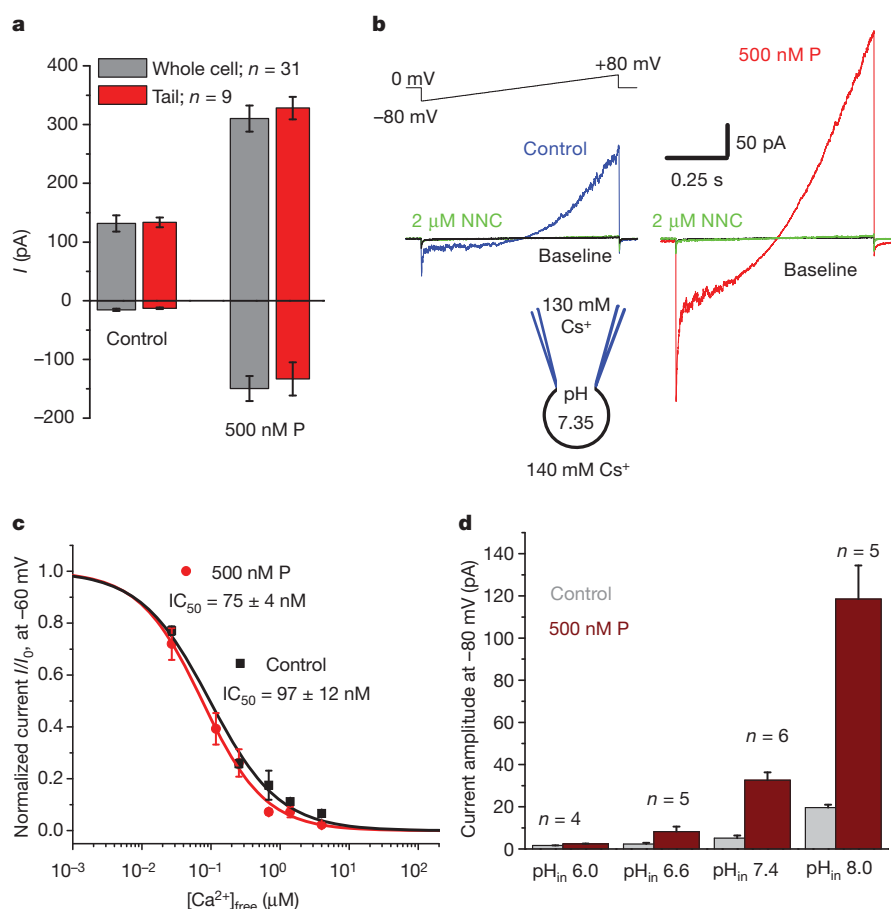 a
400
300
200
100
0
−100
−200
I (pA)
Whole cell; n = 31
Tail; n = 9
Control
500 nM P
b
0 mV
+80 mV
−80 mV
Control
2 μM NNC
Baseline
500 nM P
50 pA
0.25 s
2 μM NNC
Baseline
130 mM
Cs⁺
pH
7.35
140 mM Cs⁺
c
Normalized current I/I₀, at −60 mV
1.0
0.8
0.6
0.4
0.2
0.0
500 nM P
IC₅₀ = 75 ± 4 nM
Control
IC₅₀ = 97 ± 12 nM
10⁻³ 10⁻² 10⁻¹ 10⁰ 10¹ 10²
[Ca²⁺]free (μM)
d
Current amplitude at −80 mV (pA)
140
120
100
80
60
40
20
0
Control
500 nM P
n = 4
n = 5
n = 6
n = 5
pHin 6.0 pHin 6.6 pHin 7.4 pHin 8.0